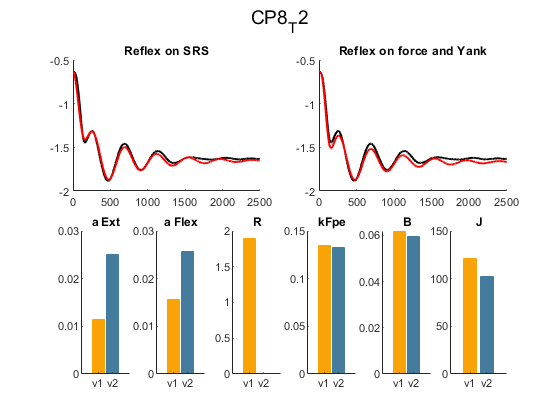 CP8_T2
Reflex on SRS
Reflex on force and Yank
-0.5
-1
-1.5
-2
0 500 1000 1500 2000 2500
-0.5
-1
-1.5
-2
0 500 1000 1500 2000 2500
a Ext
0.03
0.02
0.01
0
v1 v2
a Flex
0.03
0.02
0.01
0
v1 v2
R
2
1.5
1
0.5
0
v1 v2
kFpe
0.15
0.1
0.05
0
v1 v2
B
0.06
0.04
0.02
0
v1 v2
J
150
100
50
0
v1 v2